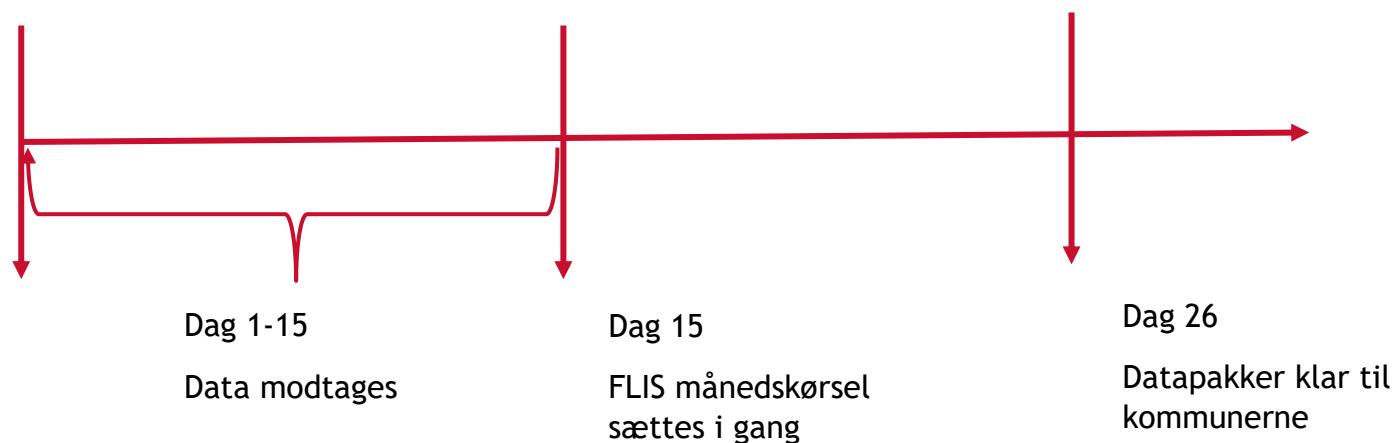 Dag 1-15
Data modtages
Dag 15
FLIS månedskørsel
sættes i gang
Dag 26
Datapakker klar til
kommunerne